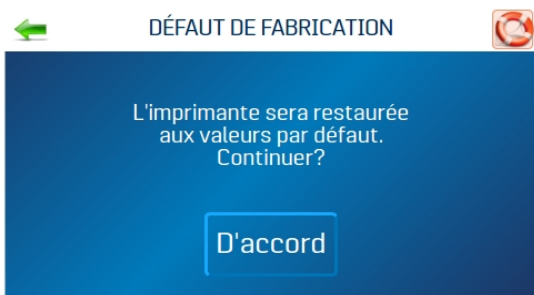 DÉFAUT DE FABRICATION
L'imprimante sera restaurée
aux valeurs par défaut.
Continuer?
D'accord